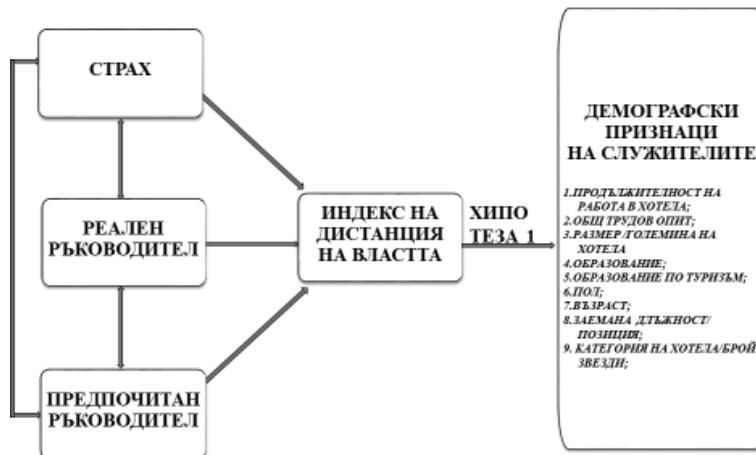 СТРАХ
РЕАЛЕН
РЪКОВОДИТЕЛ
ПРЕДПОЧИТАН
РЪКОВОДИТЕЛ
ИНДЕКС НА
ДИСТАНЦИЯ
НА ВЛАСТТА
ХИПО
ТЕЗА 1
ДЕМОГРАФСКИ
ПРИЗНАЦИ
НА СЛУЖИТЕЛИТЕ
1.ПРОДЪЛЖИТЕЛНОСТ НА
РАБОТА В ХОТЕЛА;
2.ОБЩ ТРУДОВ ОПИТ;
3.РАЗМЕР/ГОЛЕМИНА НА
ХОТЕЛА
4.ОБРАЗОВАНИЕ;
5.ОБРАЗОВАНИЕ ПО ТУРИЗЪМ;
6.ПОЛ;
7.ВЪЗРАСТ;
8.ЗАЕМАНА ДЛЪЖНОСТ/
ПОЗИЦИЯ;
9. КАТЕГОРИЯ НА ХОТЕЛА/БРОЙ
ЗВЕЗДИ;